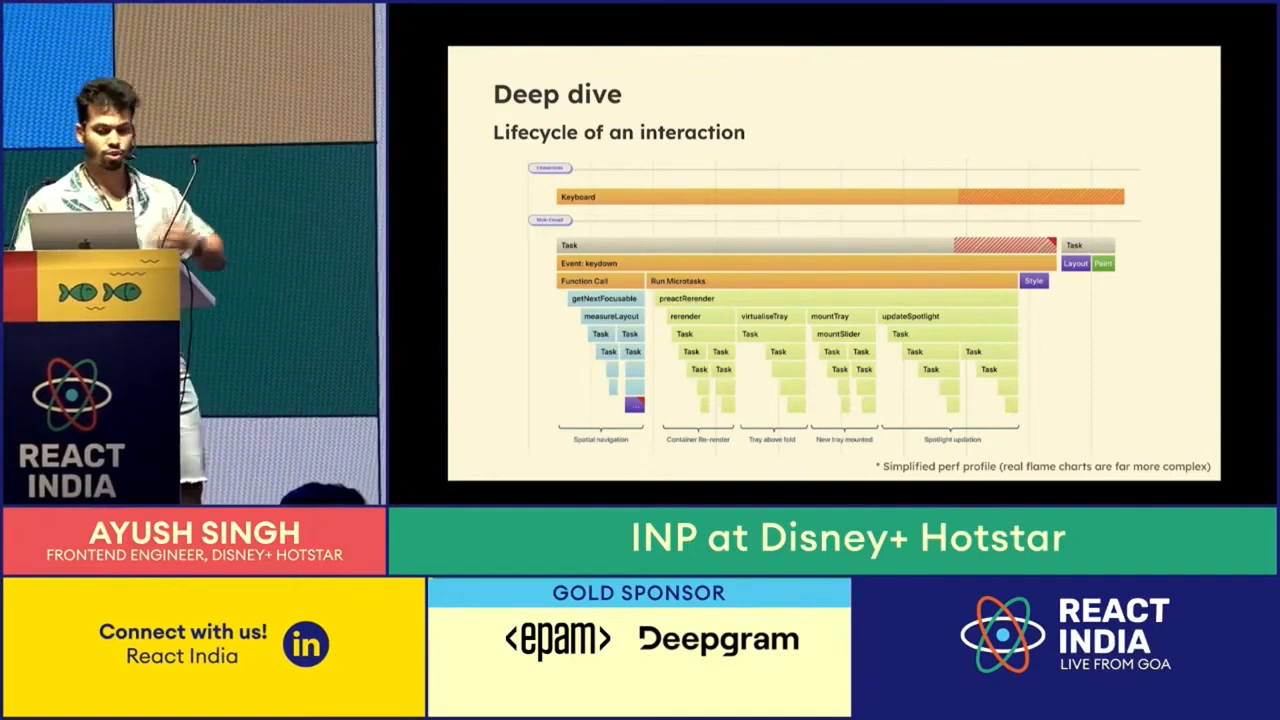 Deep dive
Lifecycle of an interaction
Interactions
Keyboard
Main thread
Task Task
Event: keydown Layout Paint
Function Call Run Microtasks Style
getNextFocusable preactRerender
measureLayout rerender virtualiseTray mountTray updateSpotlight
Task Task Task Task mountSlider Task
Task Task Task Task Task Task Task Task Task
Task Task Task Task Task Task
...
Spatial navigation Container Re-render Tray above fold New tray mounted Spotlight updation
* Simplified perf profile (real flame charts are far more complex)
REACT
INDIA
AYUSH SINGH
FRONTEND ENGINEER, DISNEY+ HOTSTAR
INP at Disney+ Hotstar
Connect with us!
React India
in
GOLD SPONSOR
<epam> Deepgram
REACT
INDIA
LIVE FROM GOA